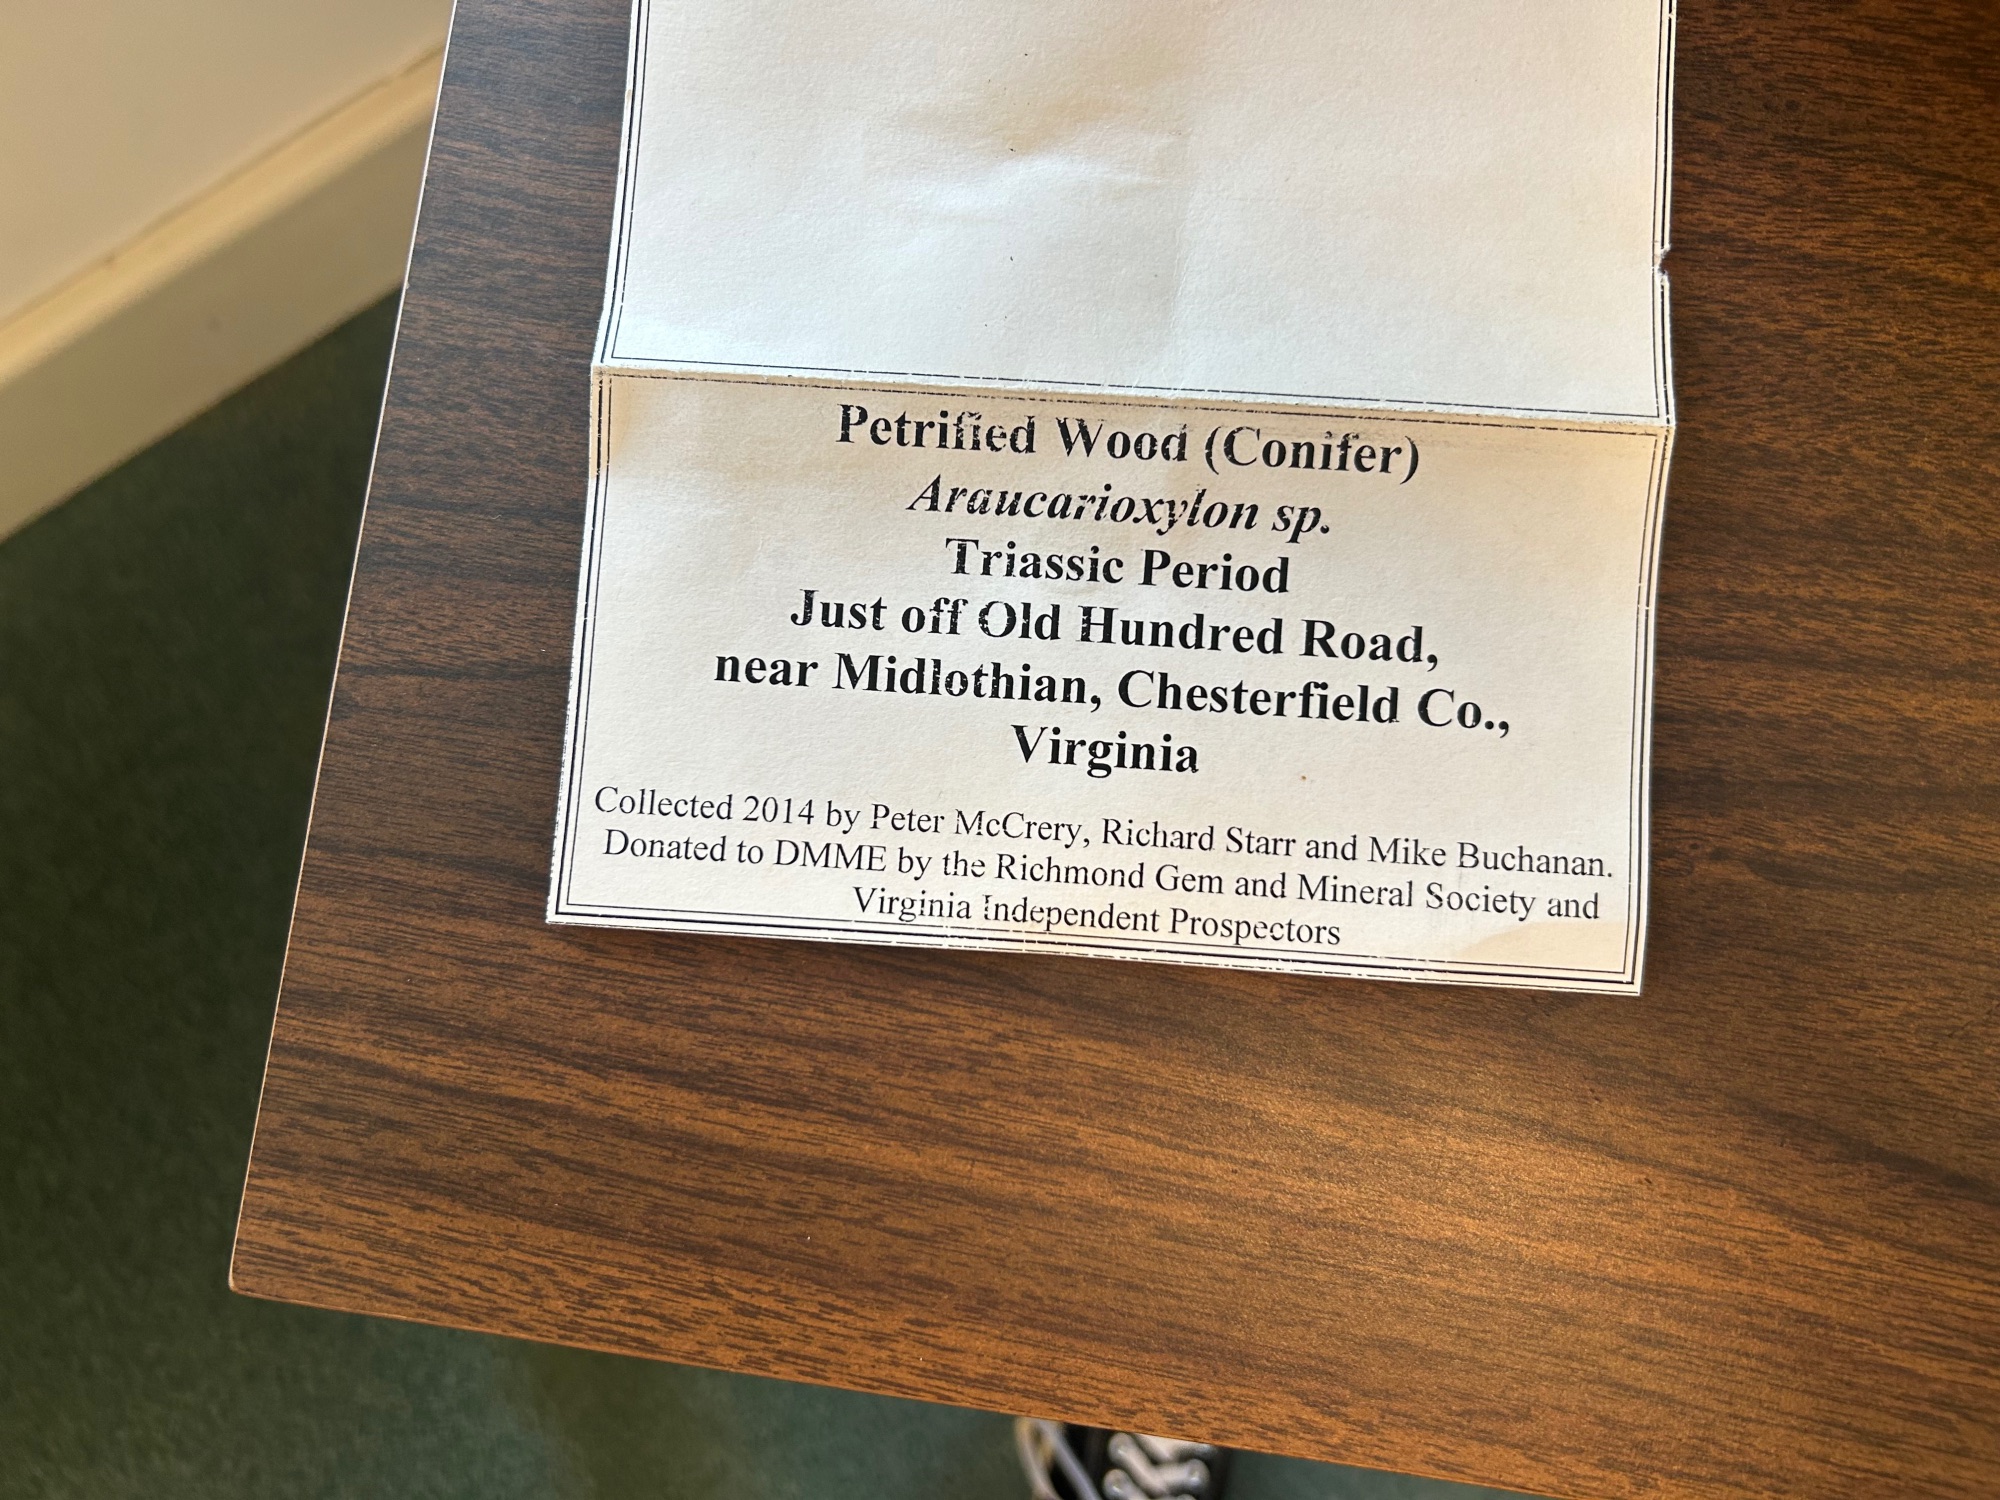 Petrified Wood (Conifer)
Araucarioxylon sp.
Triassic Period
Just off Old Hundred Road,
near Midlothian, Chesterfield Co.,
Virginia
Collected 2014 by Peter McCrery, Richard Starr and Mike Buchanan.
Donated to DMME by the Richmond Gem and Mineral Society and
Virginia Independent Prospectors